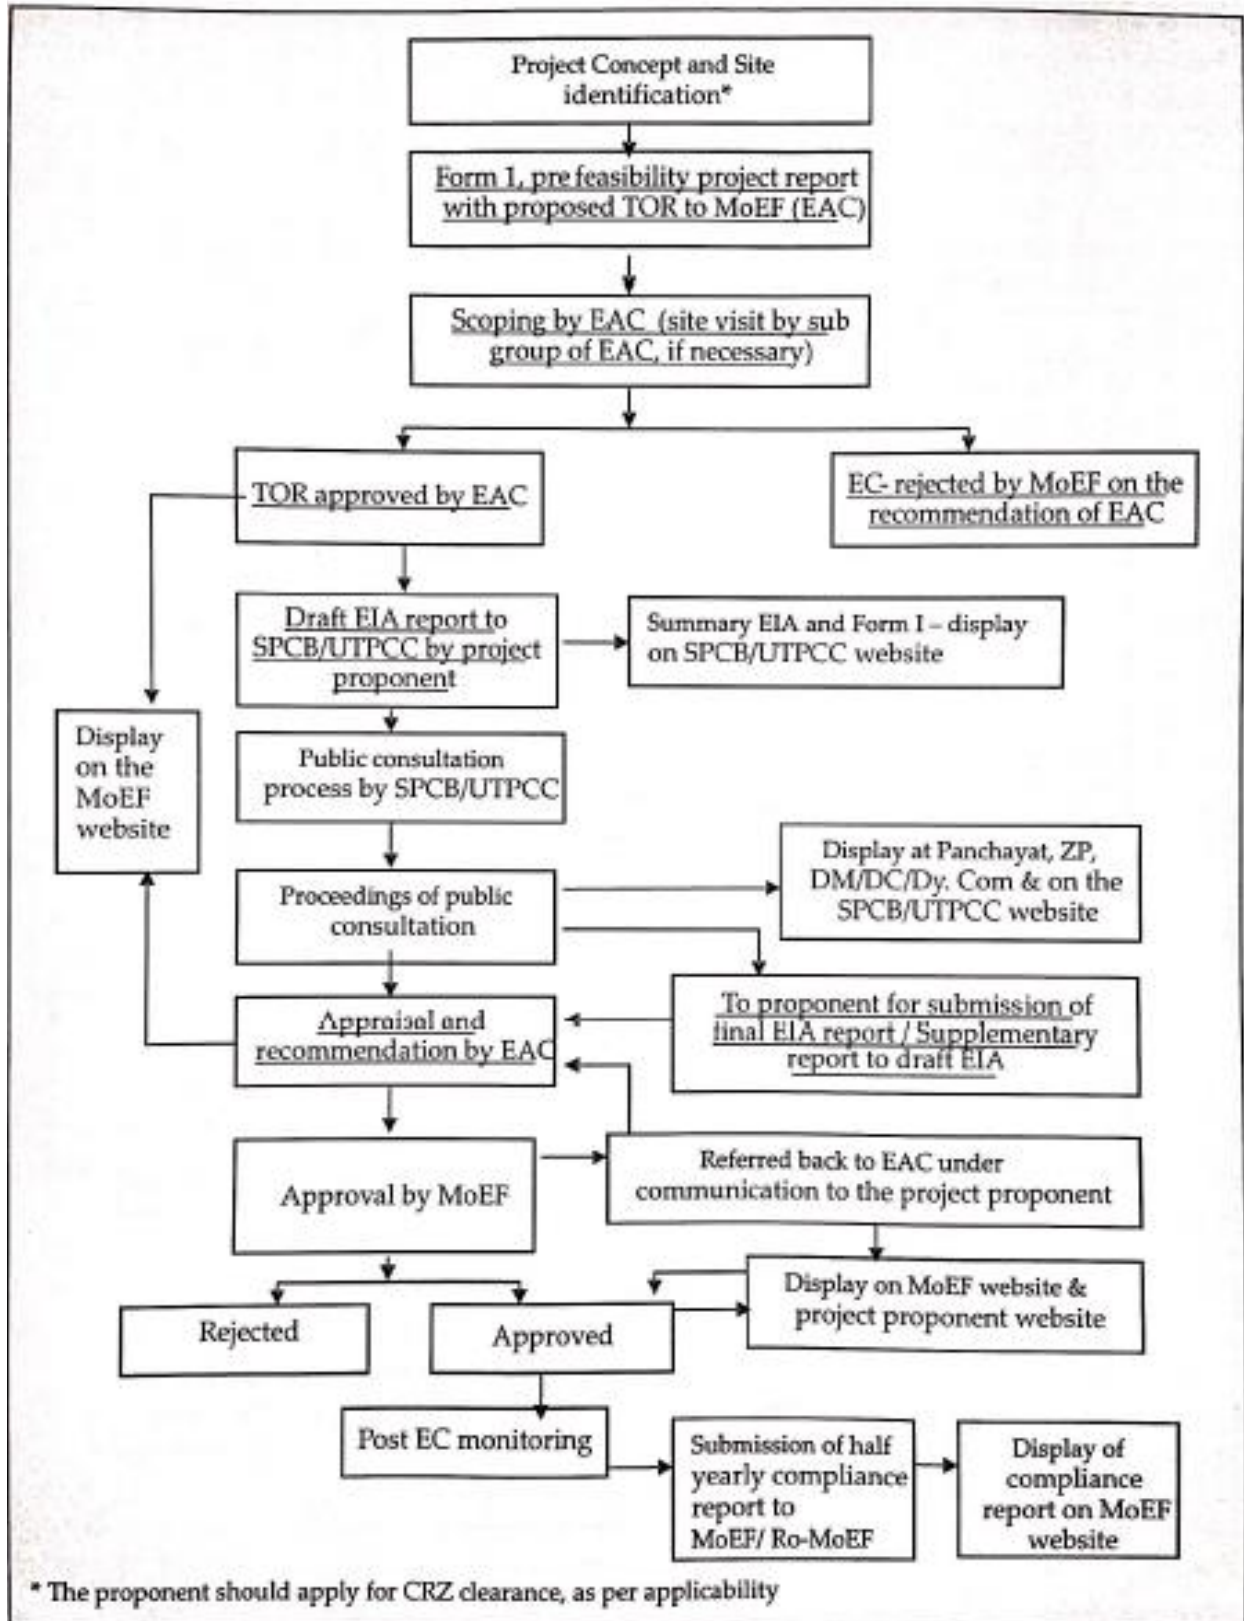 Project Concept and Site
identification*
Form 1, pre feasibility project report
with proposed TOR to MoEF (EAC)
Scoping by EAC (site visit by sub
group of EAC, if necessary)
TOR approved by EAC
EC- rejected by MoEF on the
recommendation of EAC
Draft EIA report to
SPCB/UTPCC by project
proponent
Summary EIA and Form I – display
on SPCB/UTPCC website
Display
on the
MoEF
website
Public consultation
process by SPCB/UTPCC
Proceedings of public
consultation
Display at Panchayat, ZP,
DM/DC/Dy. Com & on the
SPCB/UTPCC website
Appraisal and
recommendation by EAC
To proponent for submission of
final EIA report / Supplementary
report to draft EIA
Approval by MoEF
Referred back to EAC under
communication to the project proponent
Display on MoEF website &
project proponent website
Rejected
Approved
Post EC monitoring
Submission of half
yearly compliance
report to
MoEF/ Ro-MoEF
Display of
compliance
report on MoEF
website
* The proponent should apply for CRZ clearance, as per applicability